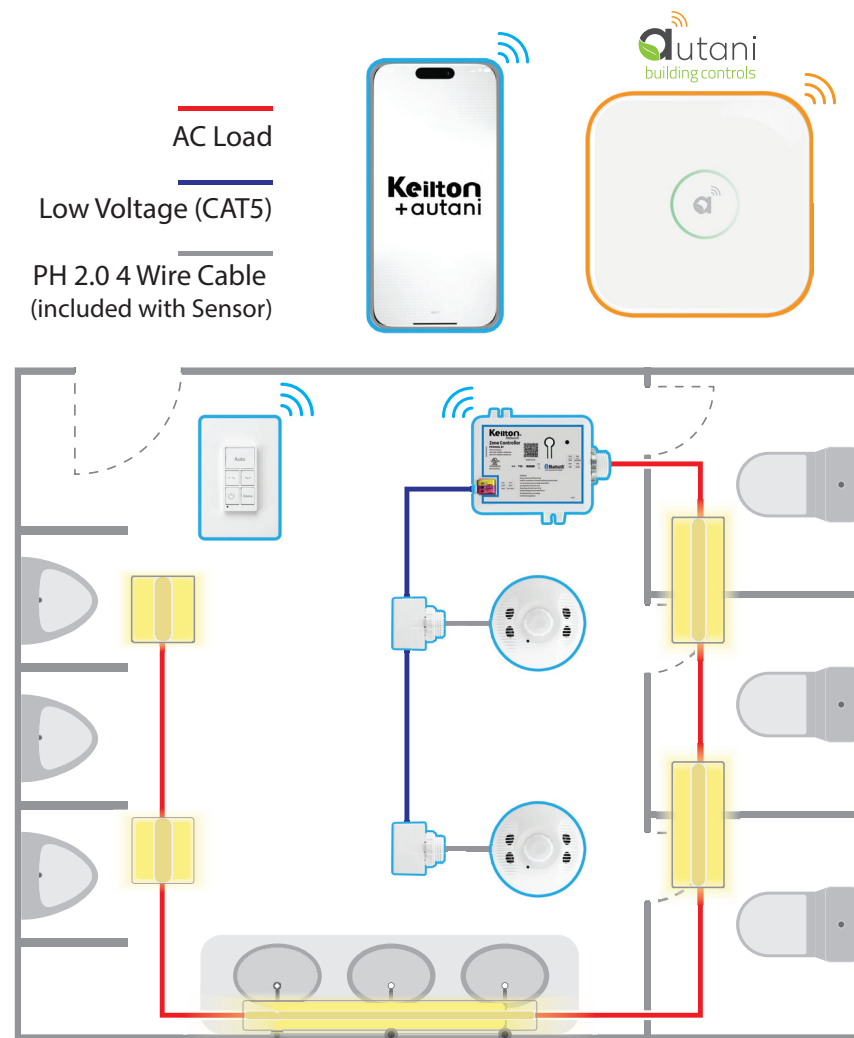 autani
building controls
AC Load
Low Voltage (CAT5)
PH 2.0 4 Wire Cable
(included with Sensor)
Keilton
+autani
a
Auto
Keilton
Zone Controller
Bluetooth